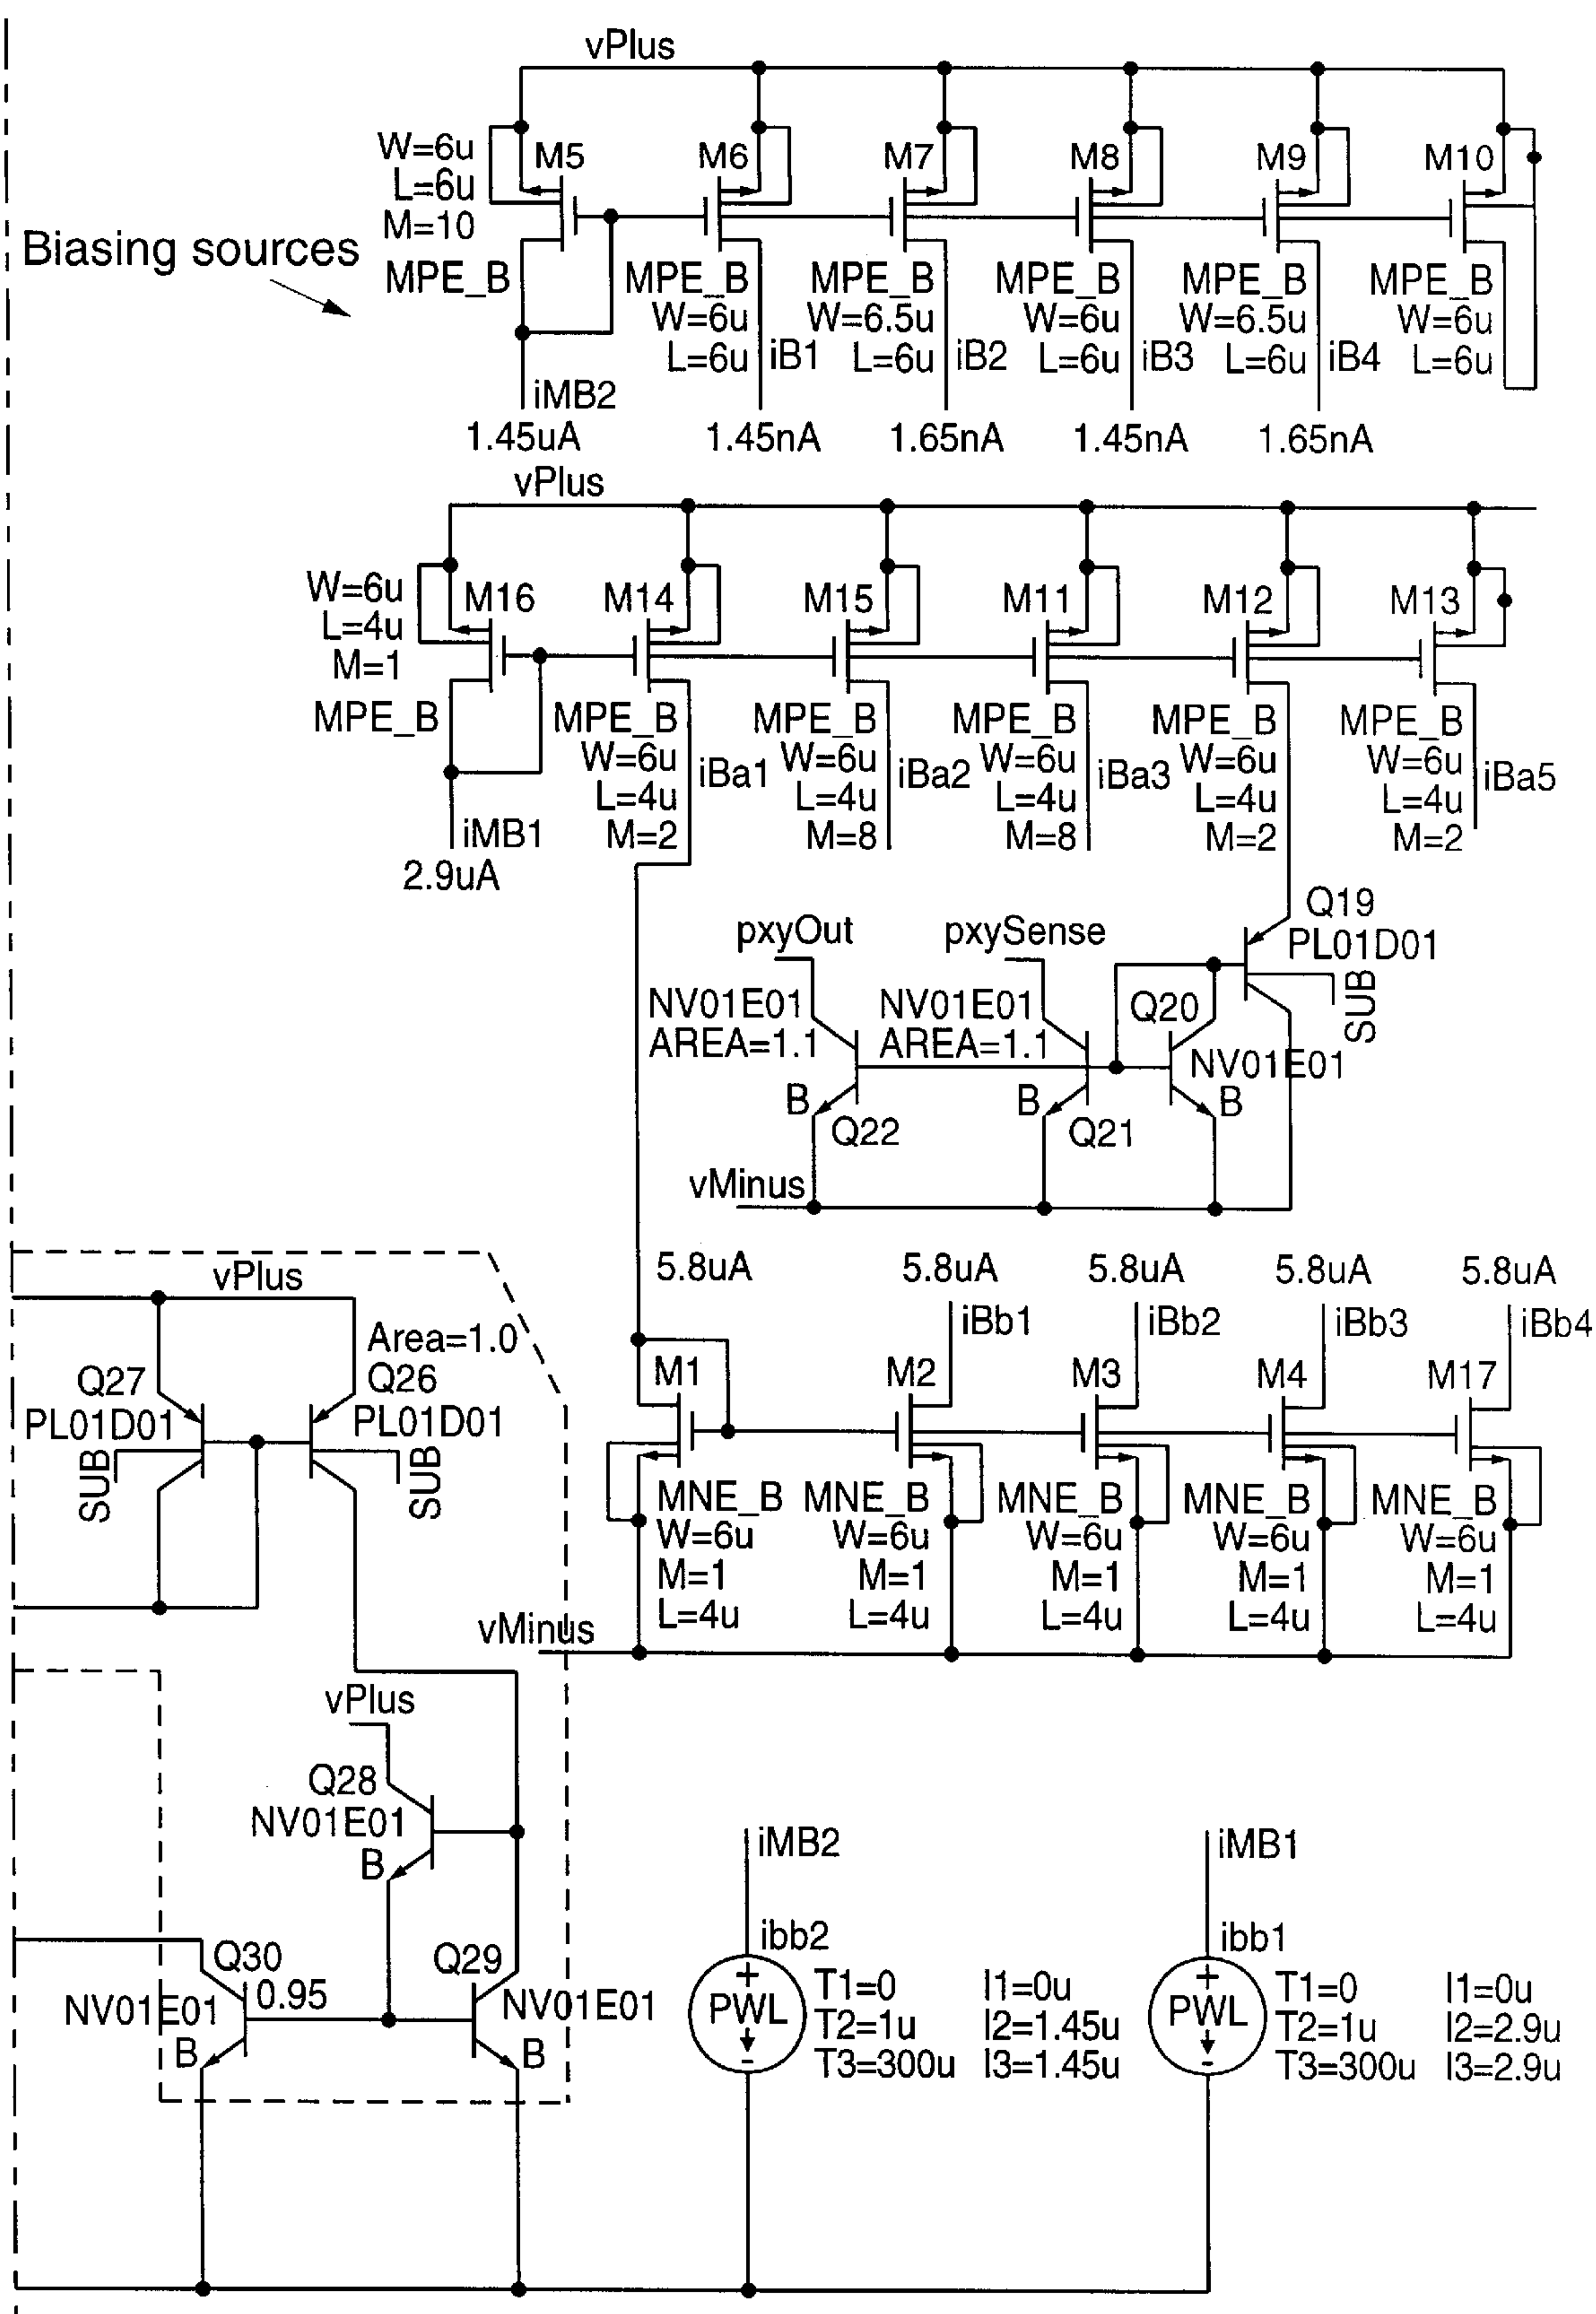 vPlus
W=6u
L=6u
M=10
M5
M6
M7
M8
M9
M10
Biasing sources
MPE_B
MPE_B
W=6u
L=6u
MPE_B
W=6.5u
L=6u
MPE_B
W=6u
L=6u
MPE_B
W=6.5u
L=6u
MPE_B
W=6u
L=6u
iB1
iB2
iB3
iB4
iMB2
1.45uA
1.45nA
1.65nA
1.45nA
1.65nA
vPlus
W=6u
L=4u
M=1
M16
M14
M15
M11
M12
M13
MPE_B
MPE_B
W=6u
L=4u
M=2
MPE_B
W=6u
L=4u
M=8
MPE_B
W=6u
L=4u
M=8
MPE_B
W=6u
L=4u
M=2
MPE_B
W=6u
L=4u
M=2
iBa1
iBa2
iBa3
iBa5
iMB1
2.9uA
Q19
PL01D01
SUB
pxyOut
pxySense
NV01E01
AREA=1.1
NV01E01
AREA=1.1
Q20
NV01E01
B
Q22
B
Q21
B
vMinus
vPlus
Area=1.0
Q27
PL01D01
SUB
Q26
PL01D01
SUB
5.8uA
5.8uA
5.8uA
5.8uA
5.8uA
iBb1
iBb2
iBb3
iBb4
M1
M2
M3
M4
M17
MNE_B
W=6u
M=1
L=4u
MNE_B
W=6u
M=1
L=4u
MNE_B
W=6u
M=1
L=4u
MNE_B
W=6u
M=1
L=4u
MNE_B
W=6u
M=1
L=4u
vMinus
vPlus
Q28
NV01E01
B
Q30
0.95
NV01E01
B
Q29
NV01E01
B
iMB2
ibb2
+
PWL
-
T1=0 I1=0u
T2=1u I2=1.45u
T3=300u I3=1.45u
iMB1
ibb1
+
PWL
-
T1=0 I1=0u
T2=1u I2=2.9u
T3=300u I3=2.9u